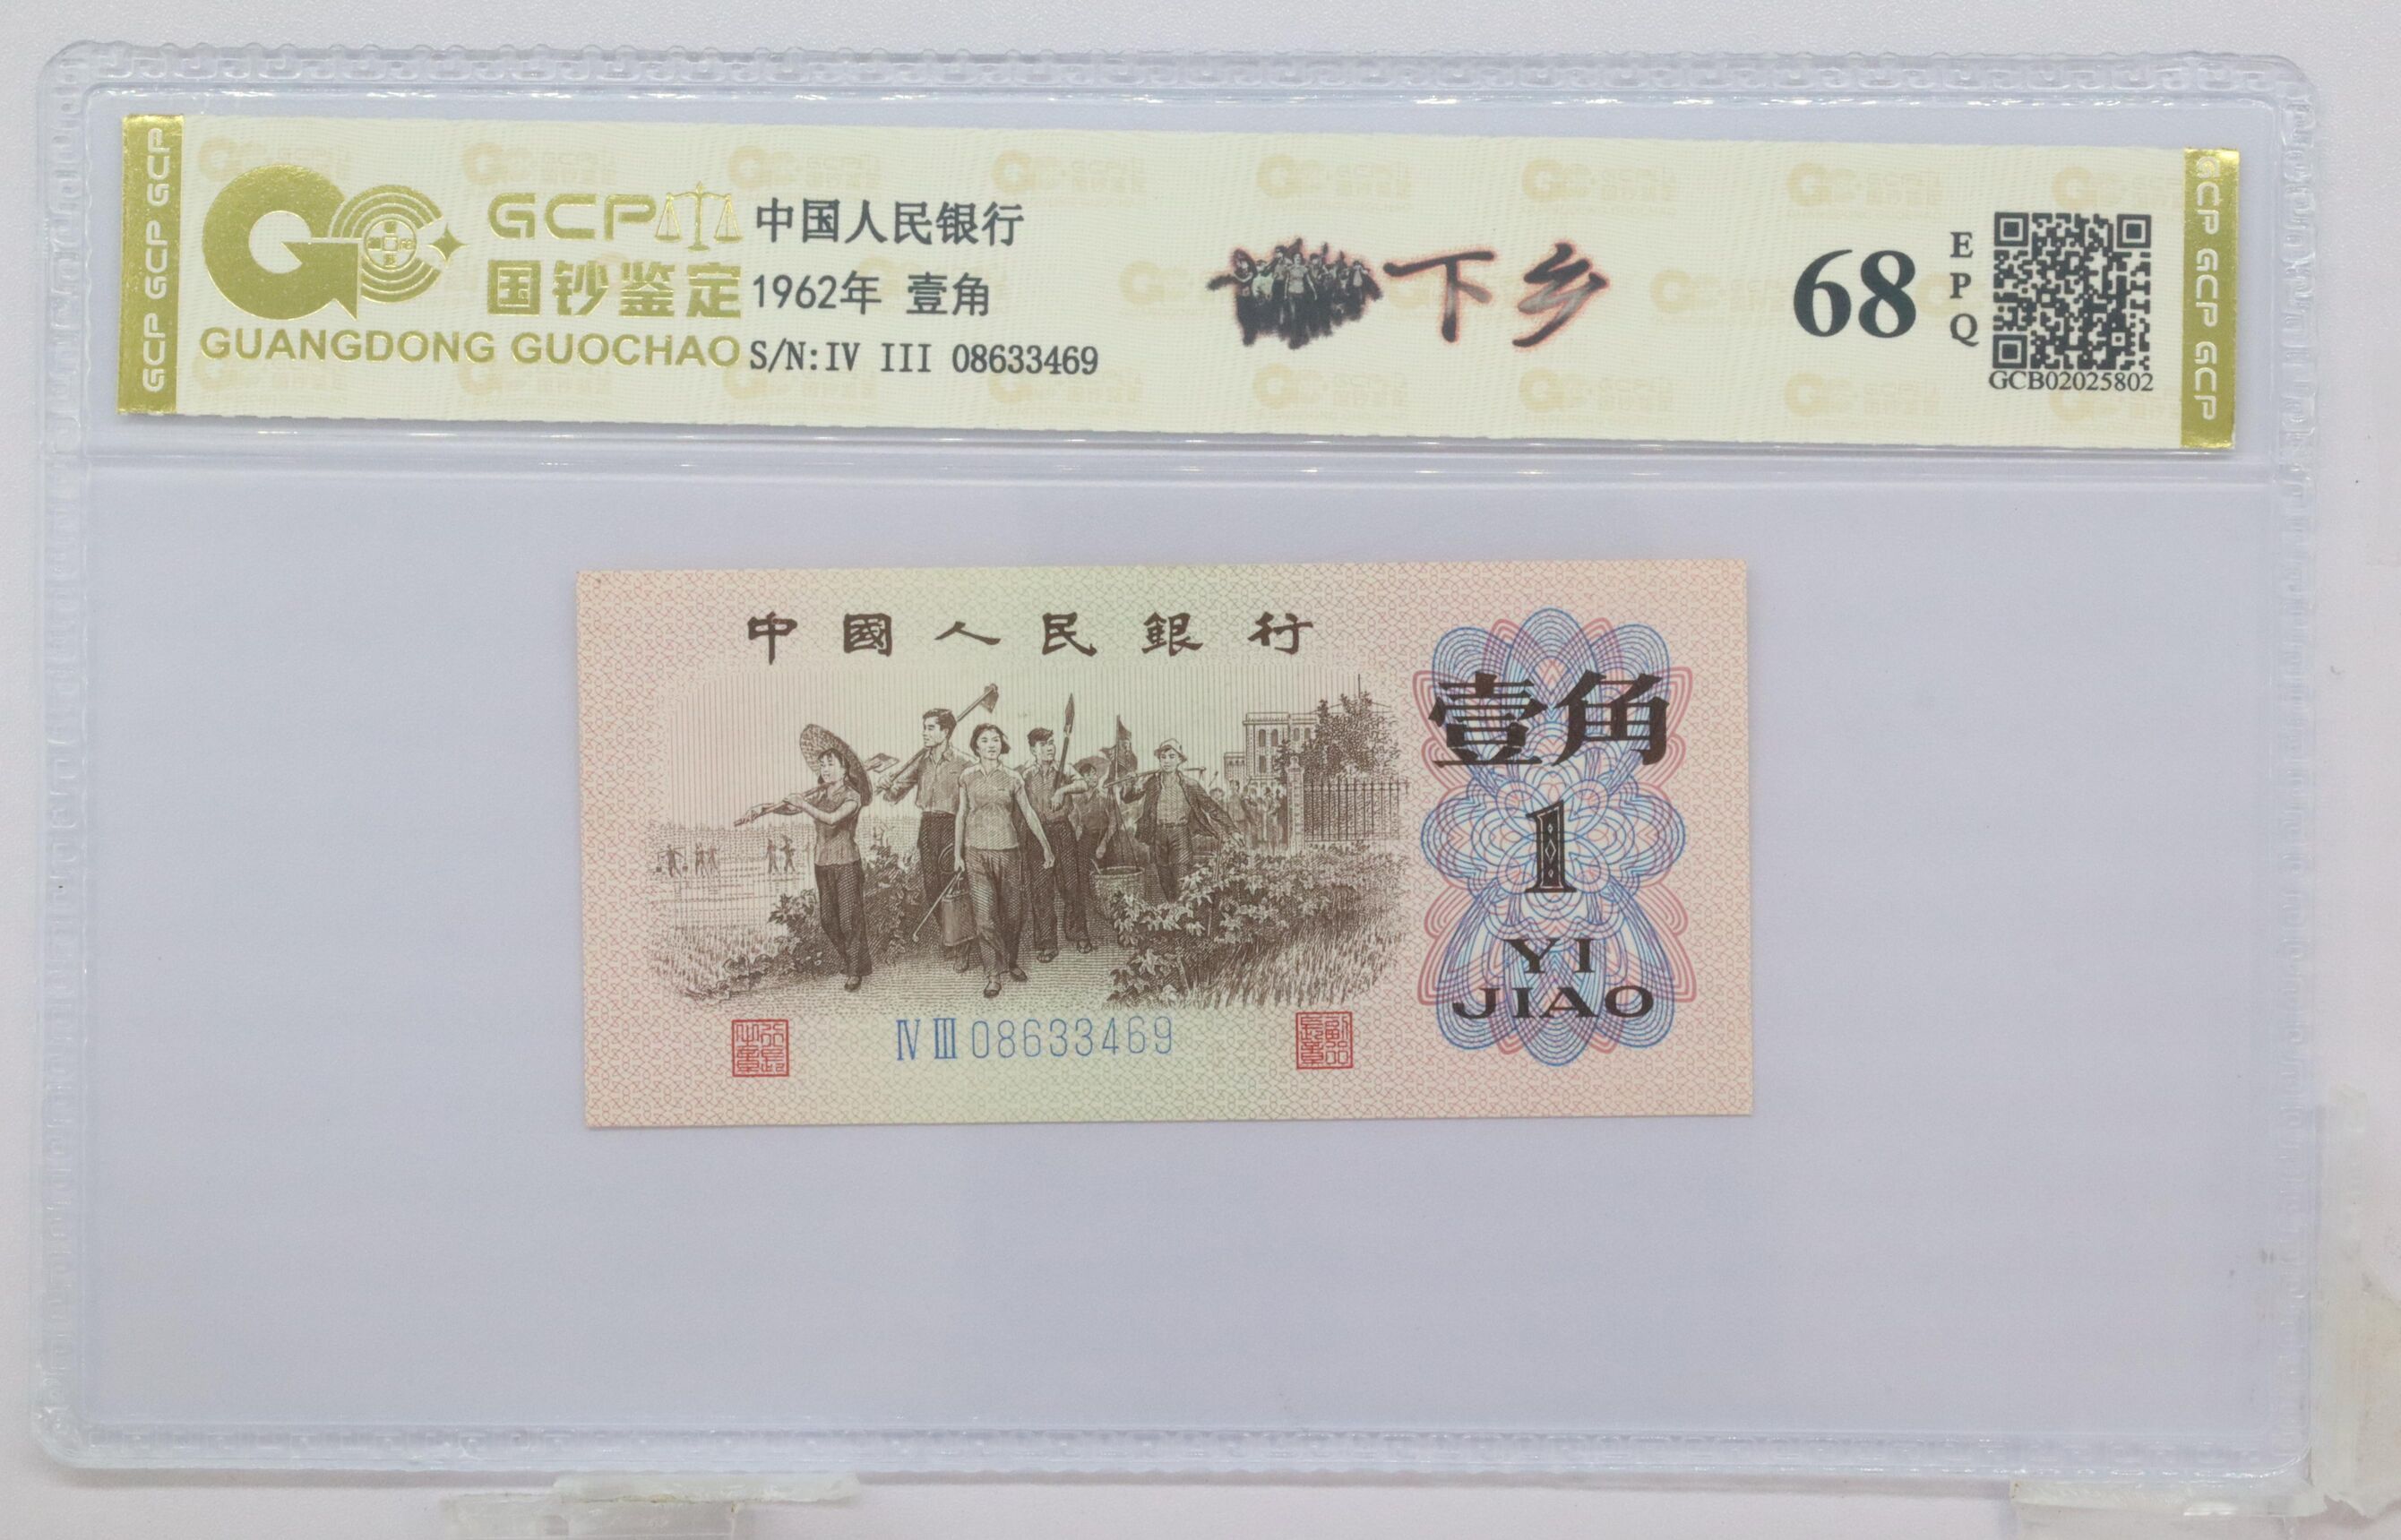 GCP GCP GCP
GCP
国钞鉴定
GUANGDONG GUOCHAO
中国人民银行
1962年 壹角
S/N:IV III 08633469
下乡
68
EPQ
GCB02025802
GCP GCP GCP
中國人民銀行
壹角
1
YI
JIAO
Ⅳ Ⅲ 08633469